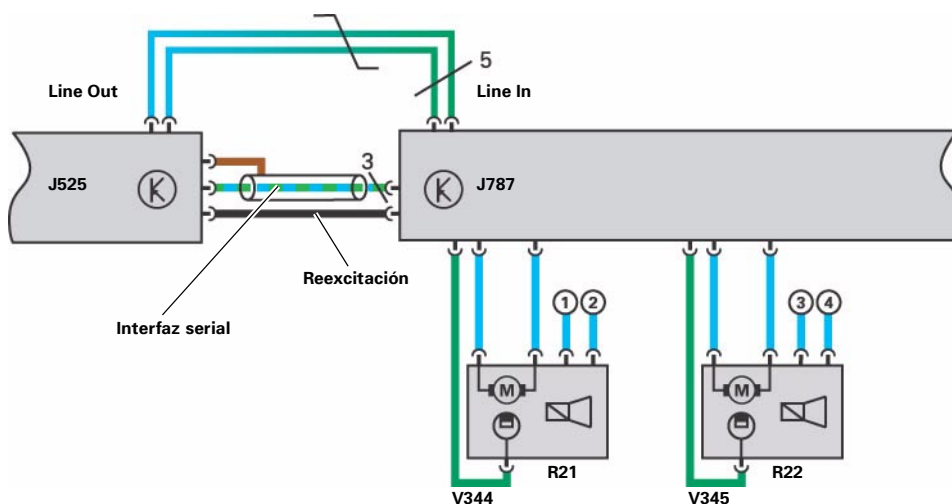 5
Line Out
Line In
3
J525
J787
Reexcitación
Interfaz serial
1
2
3
4
M
M
R21
R22
V344
V345